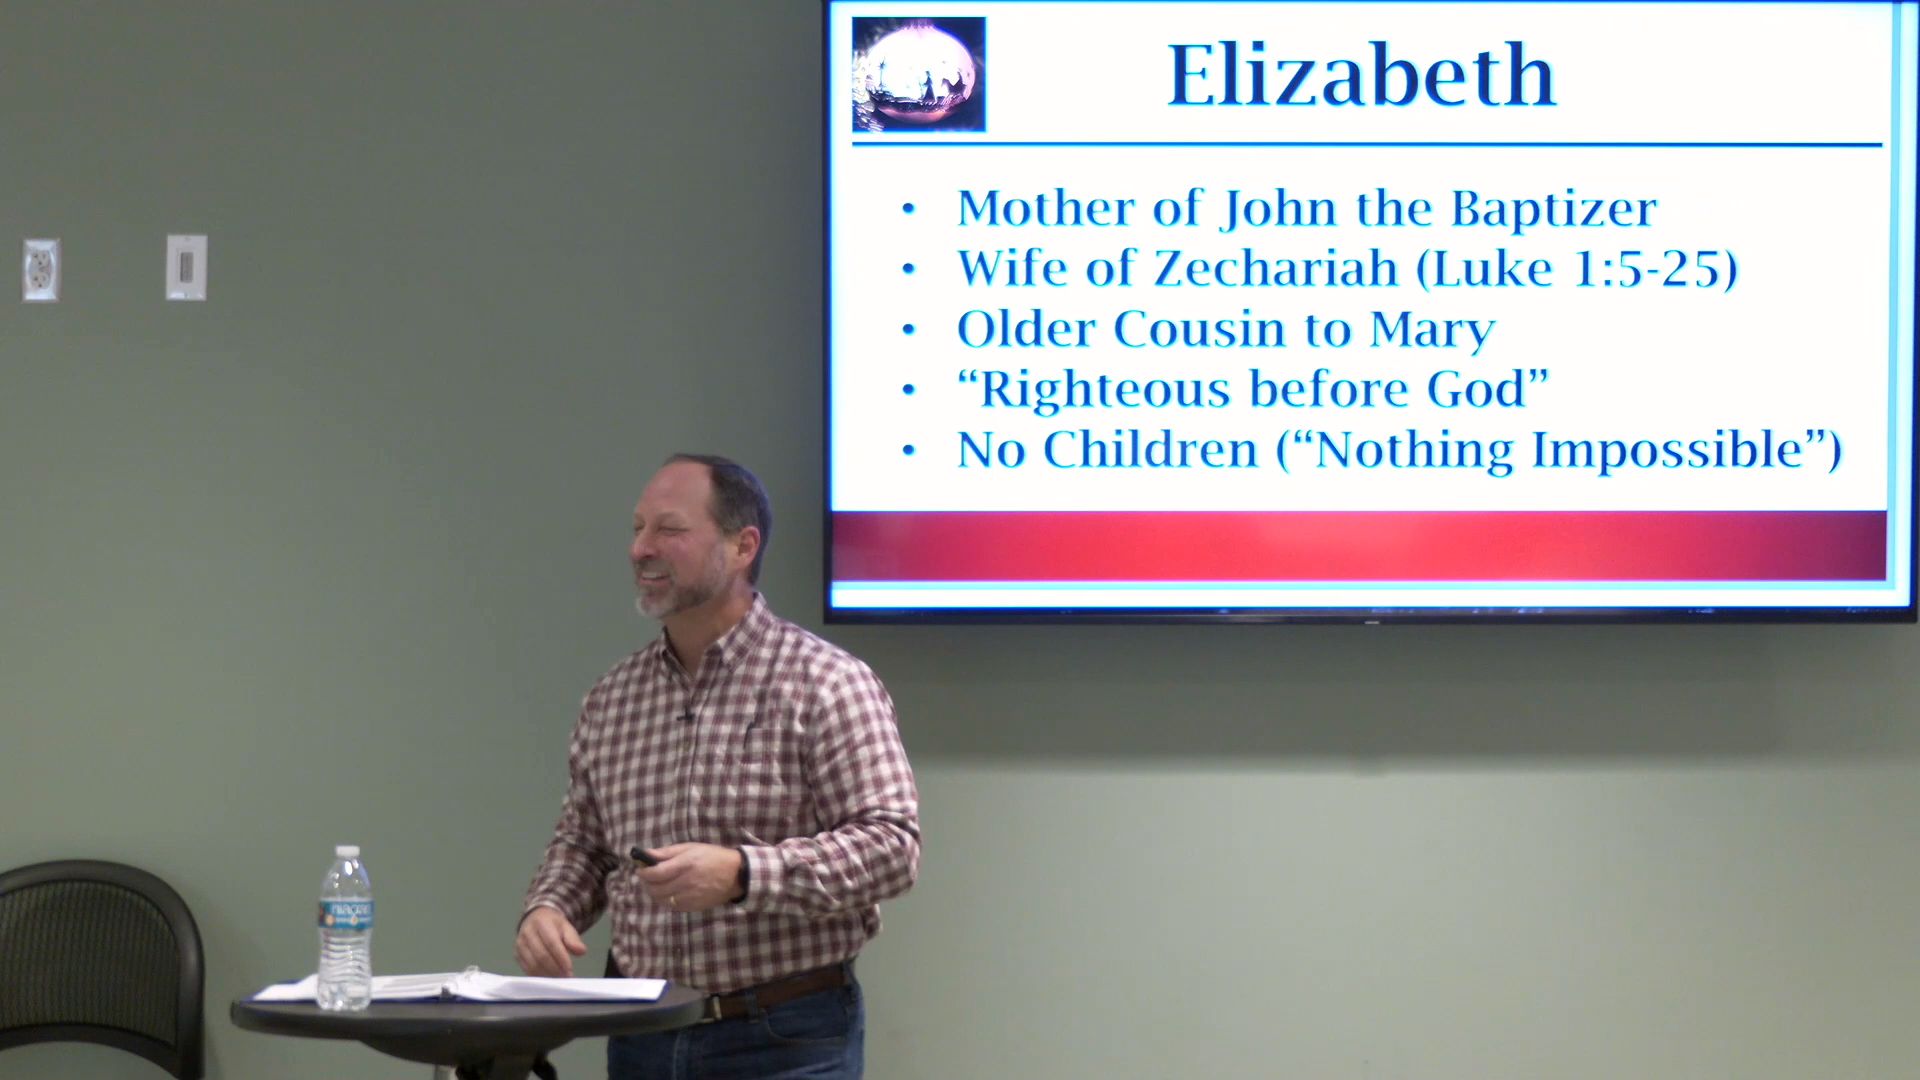 Elizabeth
• Mother of John the Baptizer
• Wife of Zechariah (Luke 1:5-25)
• Older Cousin to Mary
• “Righteous before God”
• No Children (“Nothing Impossible”)